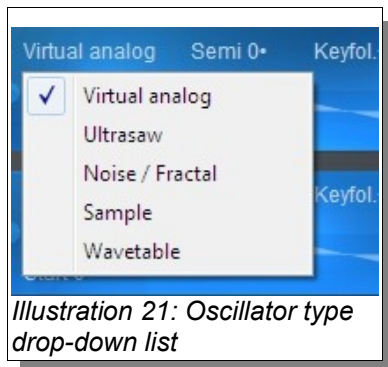 Virtual analog Semi 0• Keyfol.
Virtual analog
Ultrasaw
Noise / Fractal
Keyfol.
Sample
Wavetable
Illustration 21: Oscillator type
drop-down list